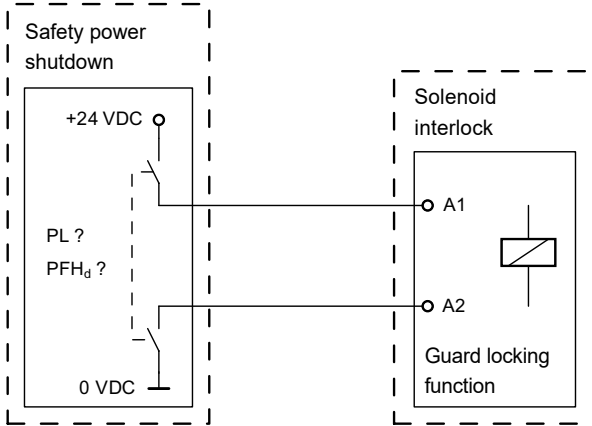 Safety power
shutdown
+24 VDC
PL ?
PFHd ?
0 VDC
Solenoid
interlock
A1
A2
Guard locking
function